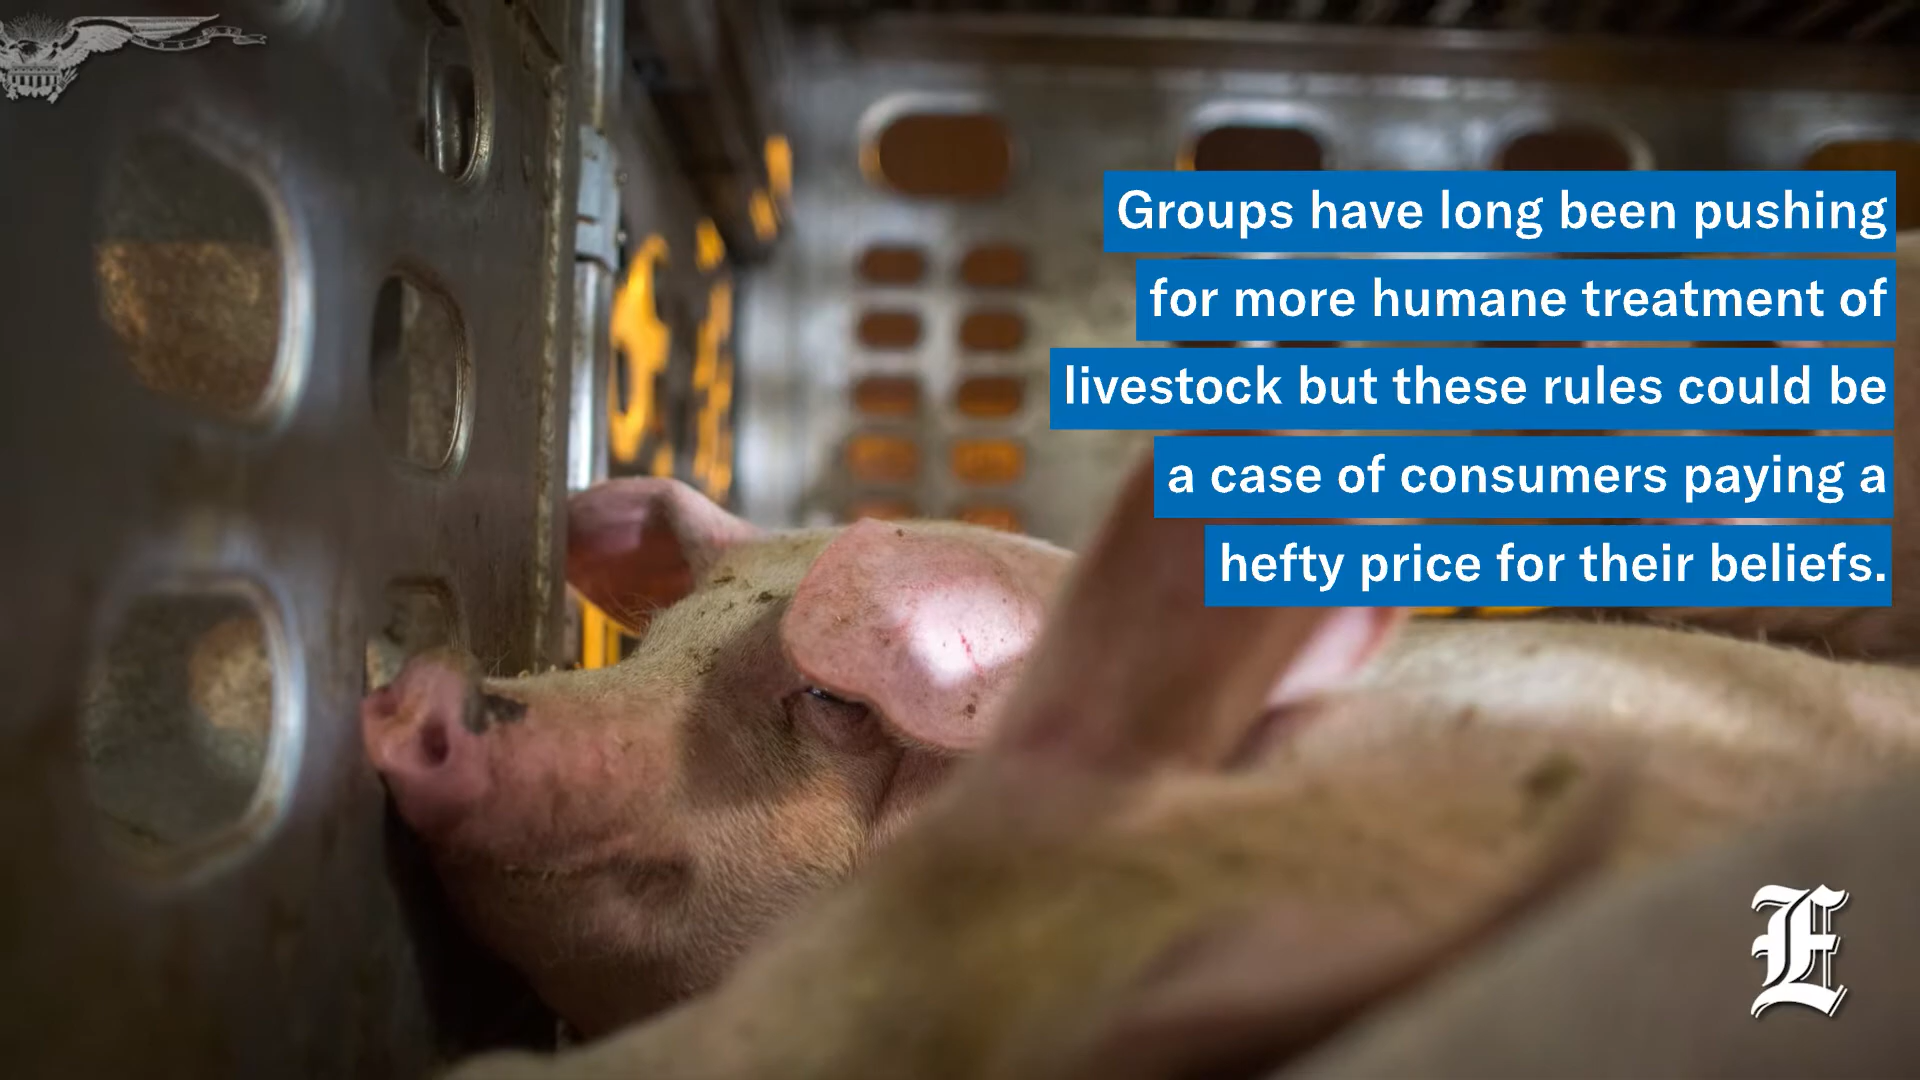 Groups have long been pushing
for more humane treatment of
livestock but these rules could be
a case of consumers paying a
hefty price for their beliefs.
E